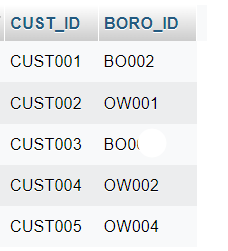 CUST_ID BORO_ID
CUST001 BO002
CUST002 OW001
CUST003
CUST004 OW002
CUST005 OW004